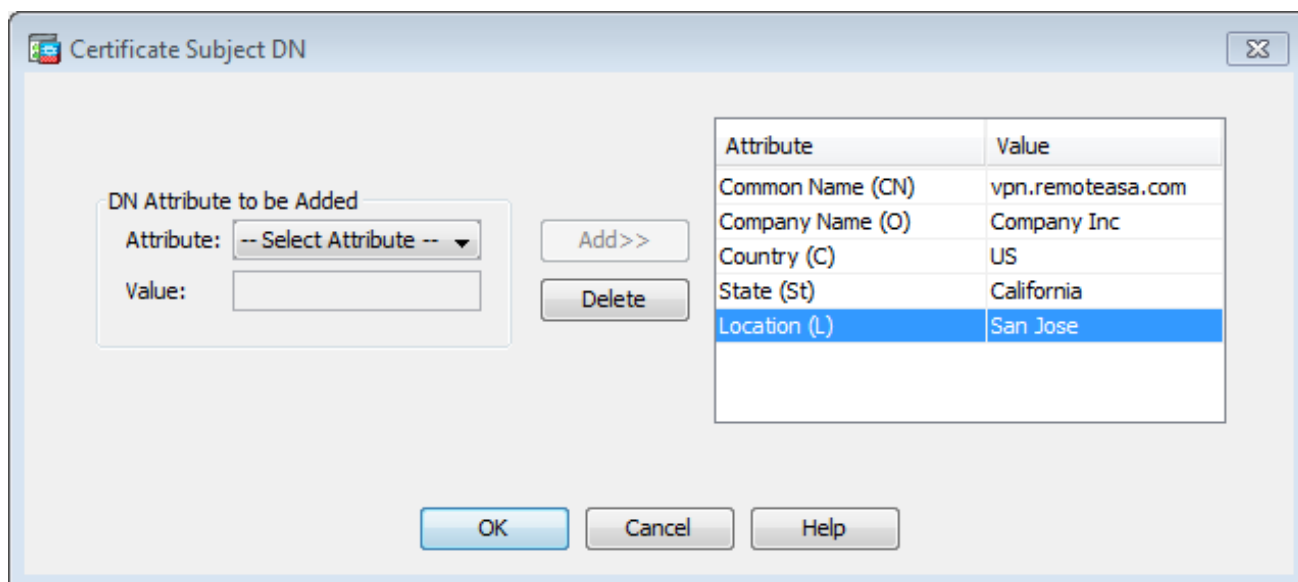 Certificate Subject DN
DN Attribute to be Added
Attribute: -- Select Attribute --
Value:
Add>>
Delete
Attribute Value
Common Name (CN) vpn.remoteasa.com
Company Name (O) Company Inc
Country (C) US
State (St) California
Location (L) San Jose
OK Cancel Help